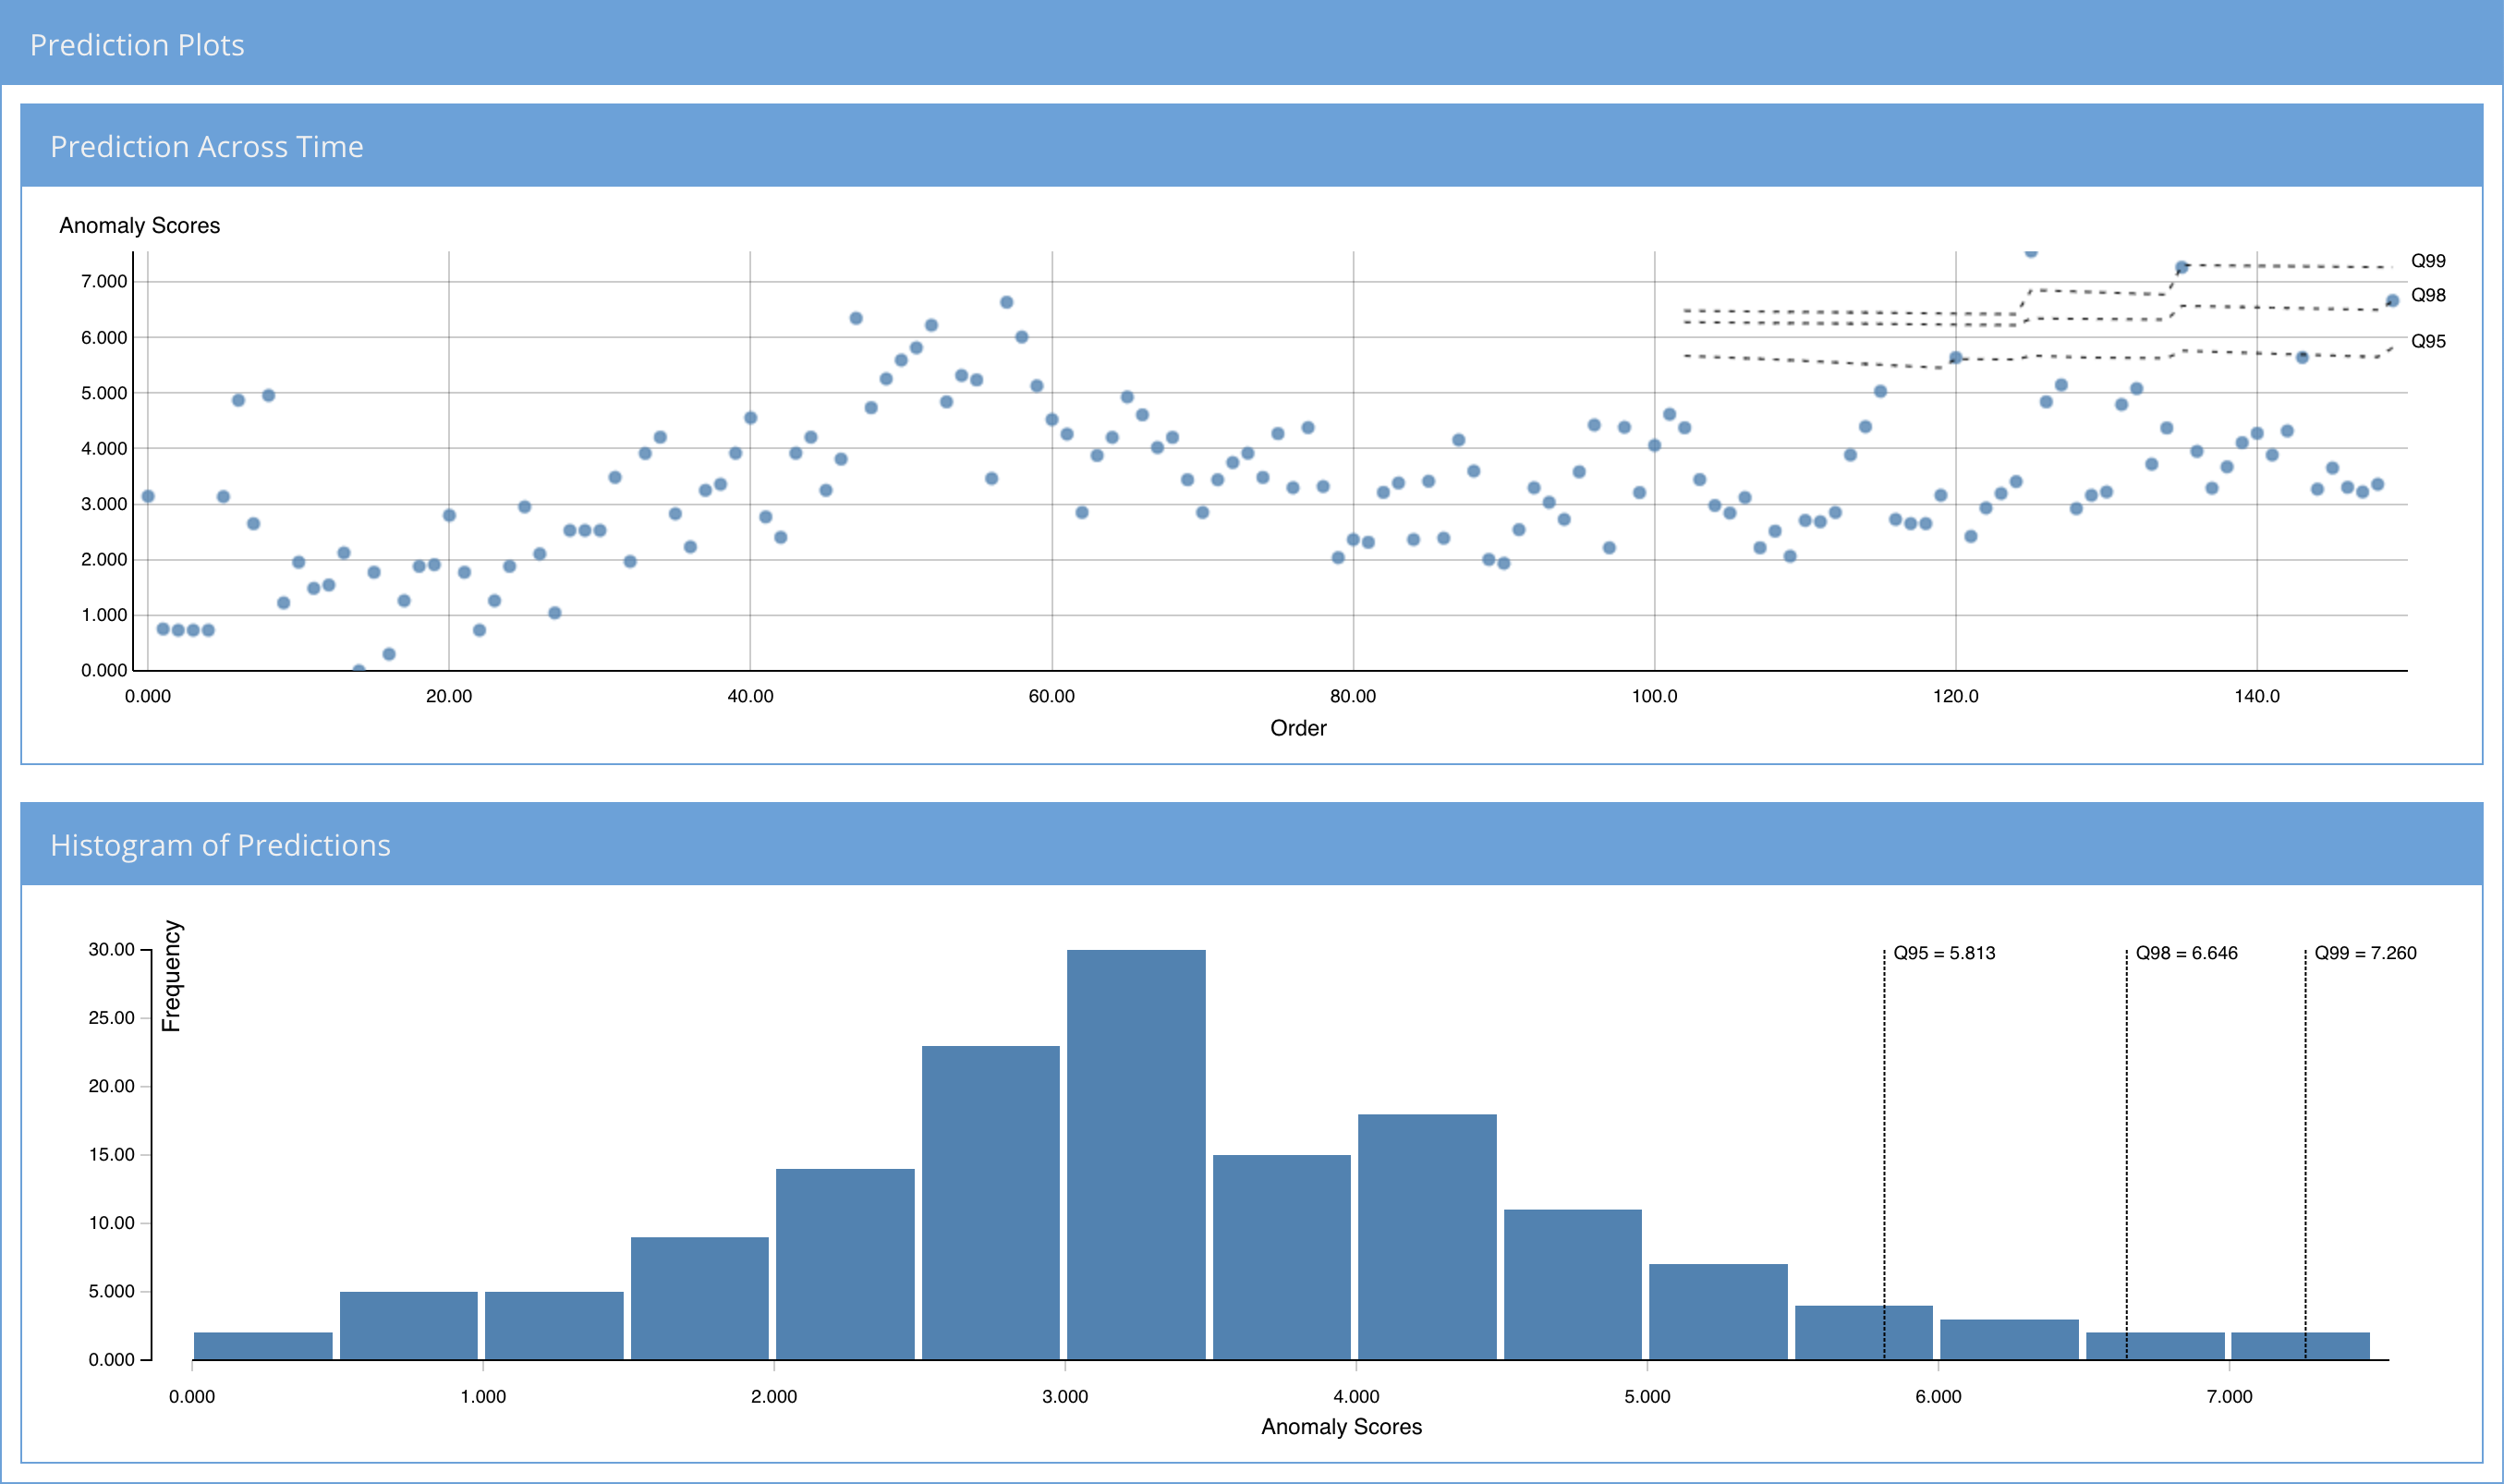 Prediction Plots
Prediction Across Time
Anomaly Scores
7.000
6.000
5.000
4.000
3.000
2.000
1.000
0.000
Q99
Q98
Q95
0.000 20.00 40.00 60.00 80.00 100.0 120.0 140.0
Order
Histogram of Predictions
Frequency
30.00
25.00
20.00
15.00
10.00
5.000
0.000
Q95 = 5.813 Q98 = 6.646 Q99 = 7.260
0.000 1.000 2.000 3.000 4.000 5.000 6.000 7.000
Anomaly Scores